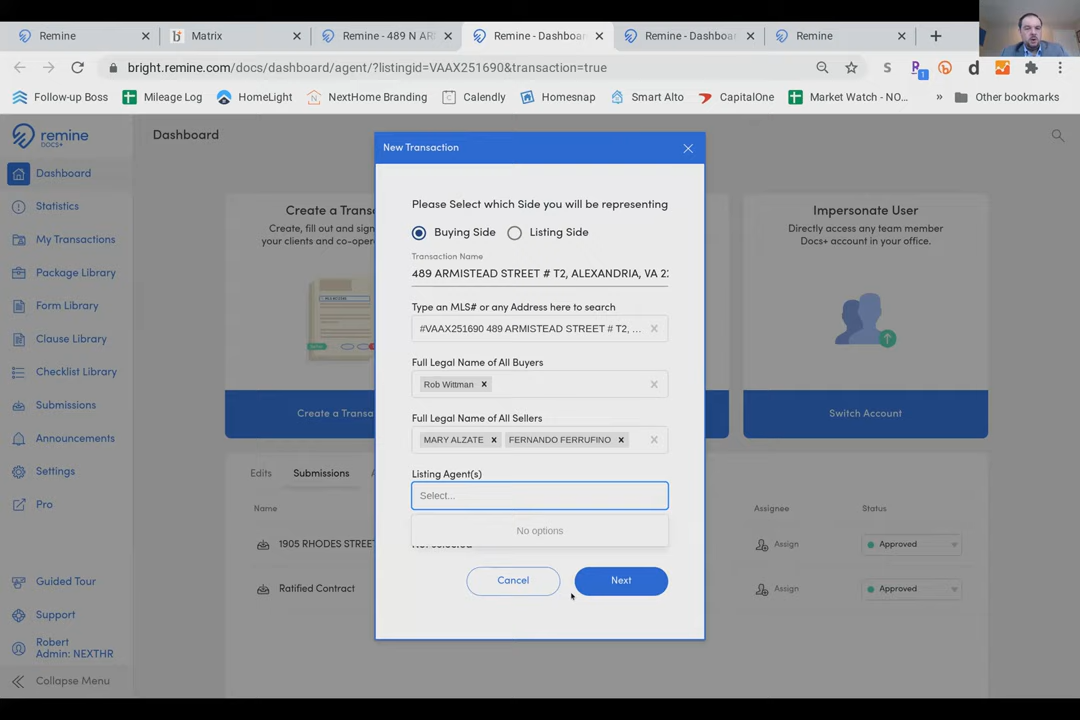 Remine
Matrix
Remine - 489 N AR
Remine - Dashboa
Remine - Dashboa
Remine
bright.remine.com/docs/dashboard/agent/?listingid=VAAX251690&transaction=true
S
1
d
Follow-up Boss
Mileage Log
HomeLight
NextHome Branding
Calendly
Homesnap
Smart Alto
CapitalOne
Market Watch - NO...
»
Other bookmarks
remine
DOCS+
Dashboard
Dashboard
Statistics
My Transactions
Package Library
Form Library
Clause Library
Checklist Library
Submissions
Announcements
Settings
Pro
Guided Tour
Support
Robert
Admin: NEXTHR
Collapse Menu
Create a Transa
Create, fill out and sign
your clients and co-ope
Create a Transa
Impersonate User
Directly access any team member
Docs+ account in your office.
Switch Account
Edits
Submissions
Name
Assignee
Status
1905 RHODES STREET
Assign
Approved
Ratified Contract
Assign
Approved
New Transaction
Please Select which Side you will be representing
Buying Side
Listing Side
Transaction Name
489 ARMISTEAD STREET # T2, ALEXANDRIA, VA 22
Type an MLS# or any Address here to search
#VAAX251690 489 ARMISTEAD STREET # T2, ...
Full Legal Name of All Buyers
Rob Wittman
Full Legal Name of All Sellers
MARY ALZATE
FERNANDO FERRUFINO
Listing Agent(s)
Select...
No options
Cancel
Next